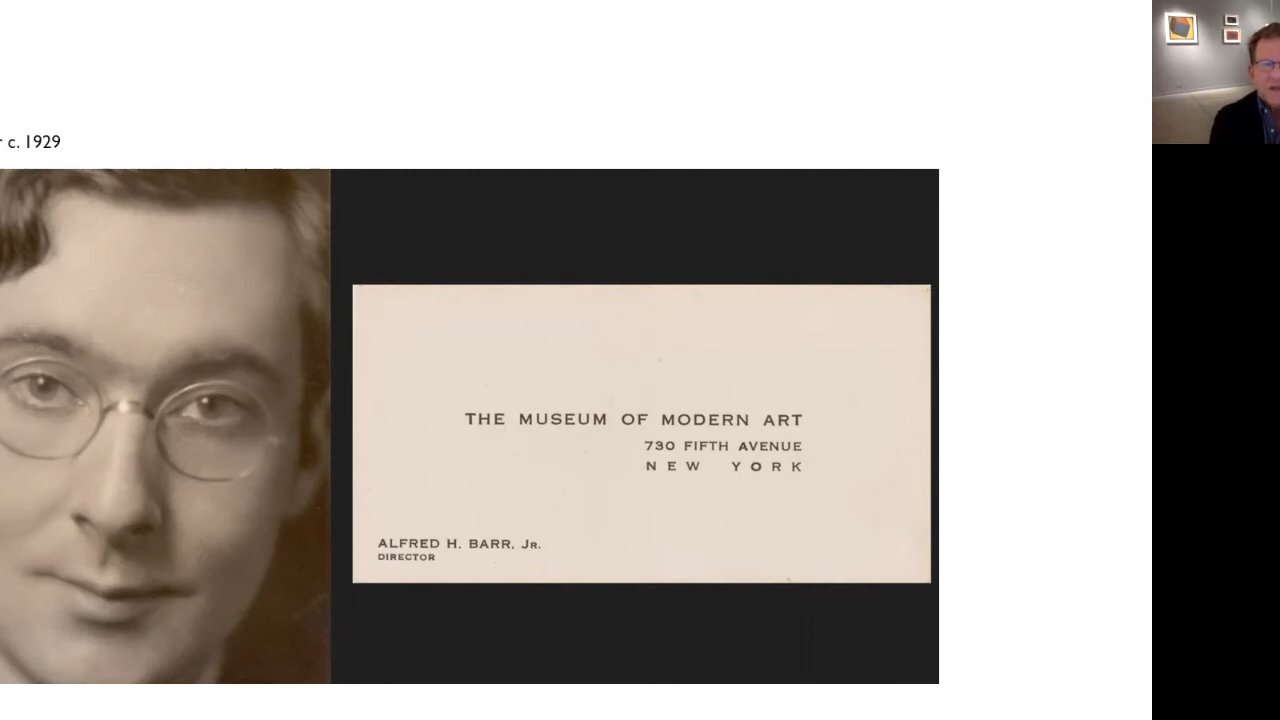 c. 1929
THE MUSEUM OF MODERN ART
730 FIFTH AVENUE
NEW YORK
ALFRED H. BARR, JR.
DIRECTOR